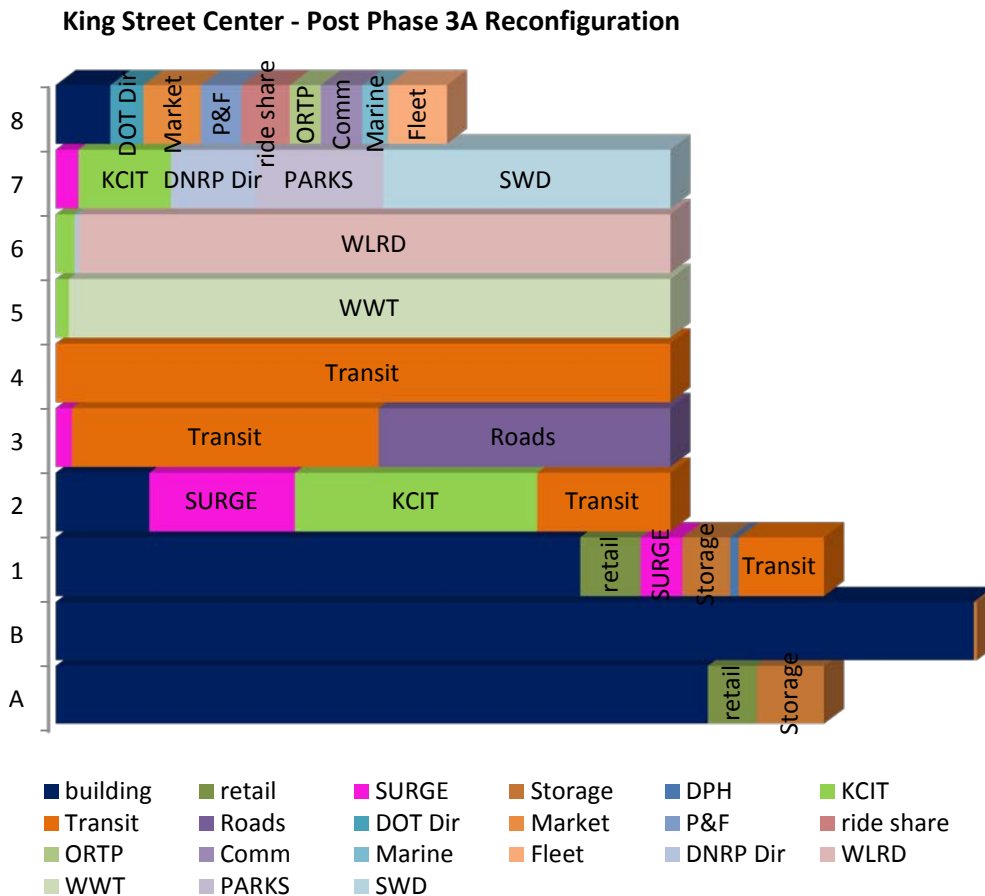 King Street Center - Post Phase 3A Reconfiguration
8 DOT Dir Market P&F ride share ORTP Comm Marine Fleet
7 KCIT DNRP Dir PARKS SWD
6 WLRD
5 WWT
4 Transit
3 Transit Roads
2 SURGE KCIT Transit
1 retail SURGE Storage Transit
B
A retail Storage
building retail SURGE Storage DPH KCIT
Transit Roads DOT Dir Market P&F ride share
ORTP Comm Marine Fleet DNRP Dir WLRD
WWT PARKS SWD